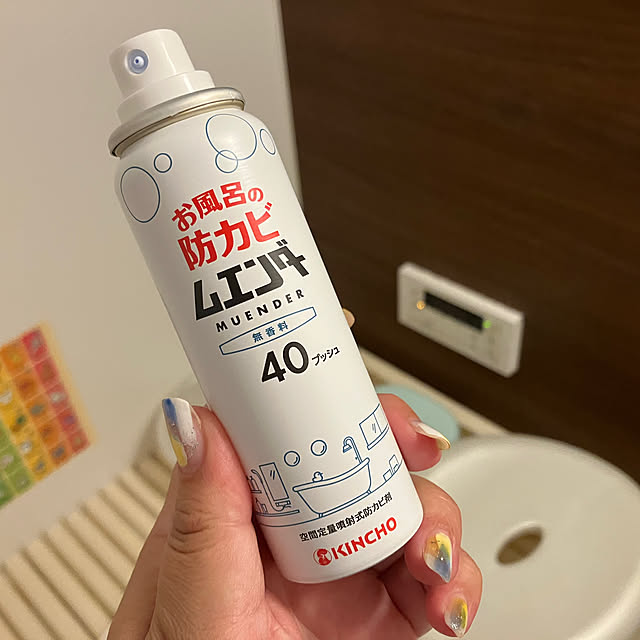 お風呂の
防カビ
ムエンダー
MUENDER
無香料
40プッシュ
空間定量噴射式防カビ剤
KINCHO